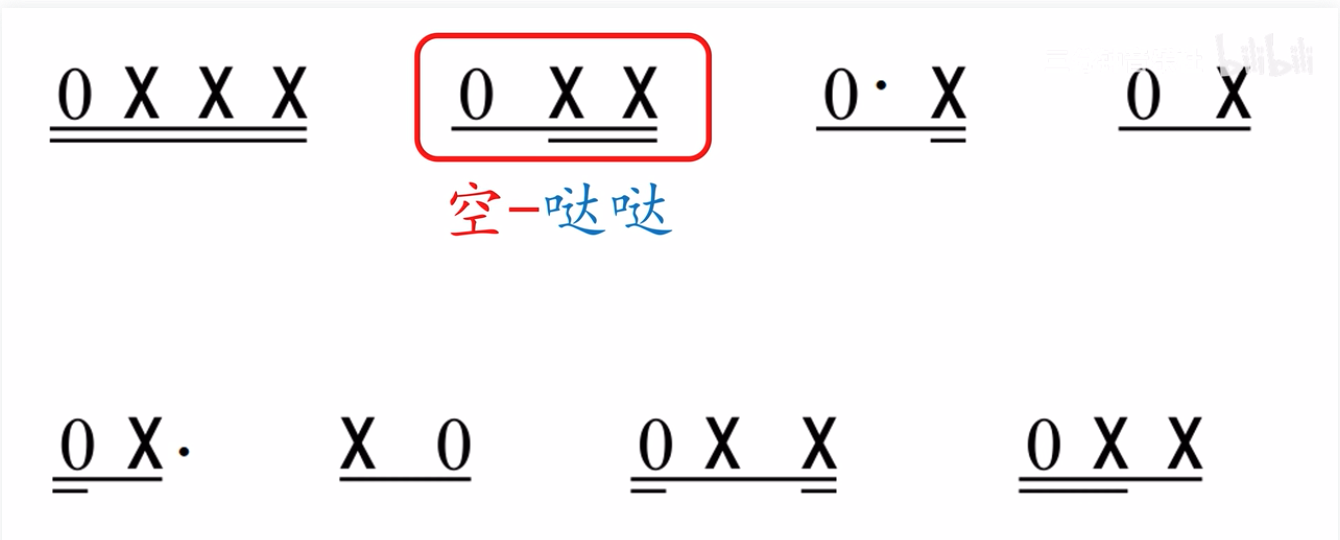 0 X X X   0 X X   0· X   0 X
空-哒哒
0 X·   X 0   0 X X   0 X X
bilibili